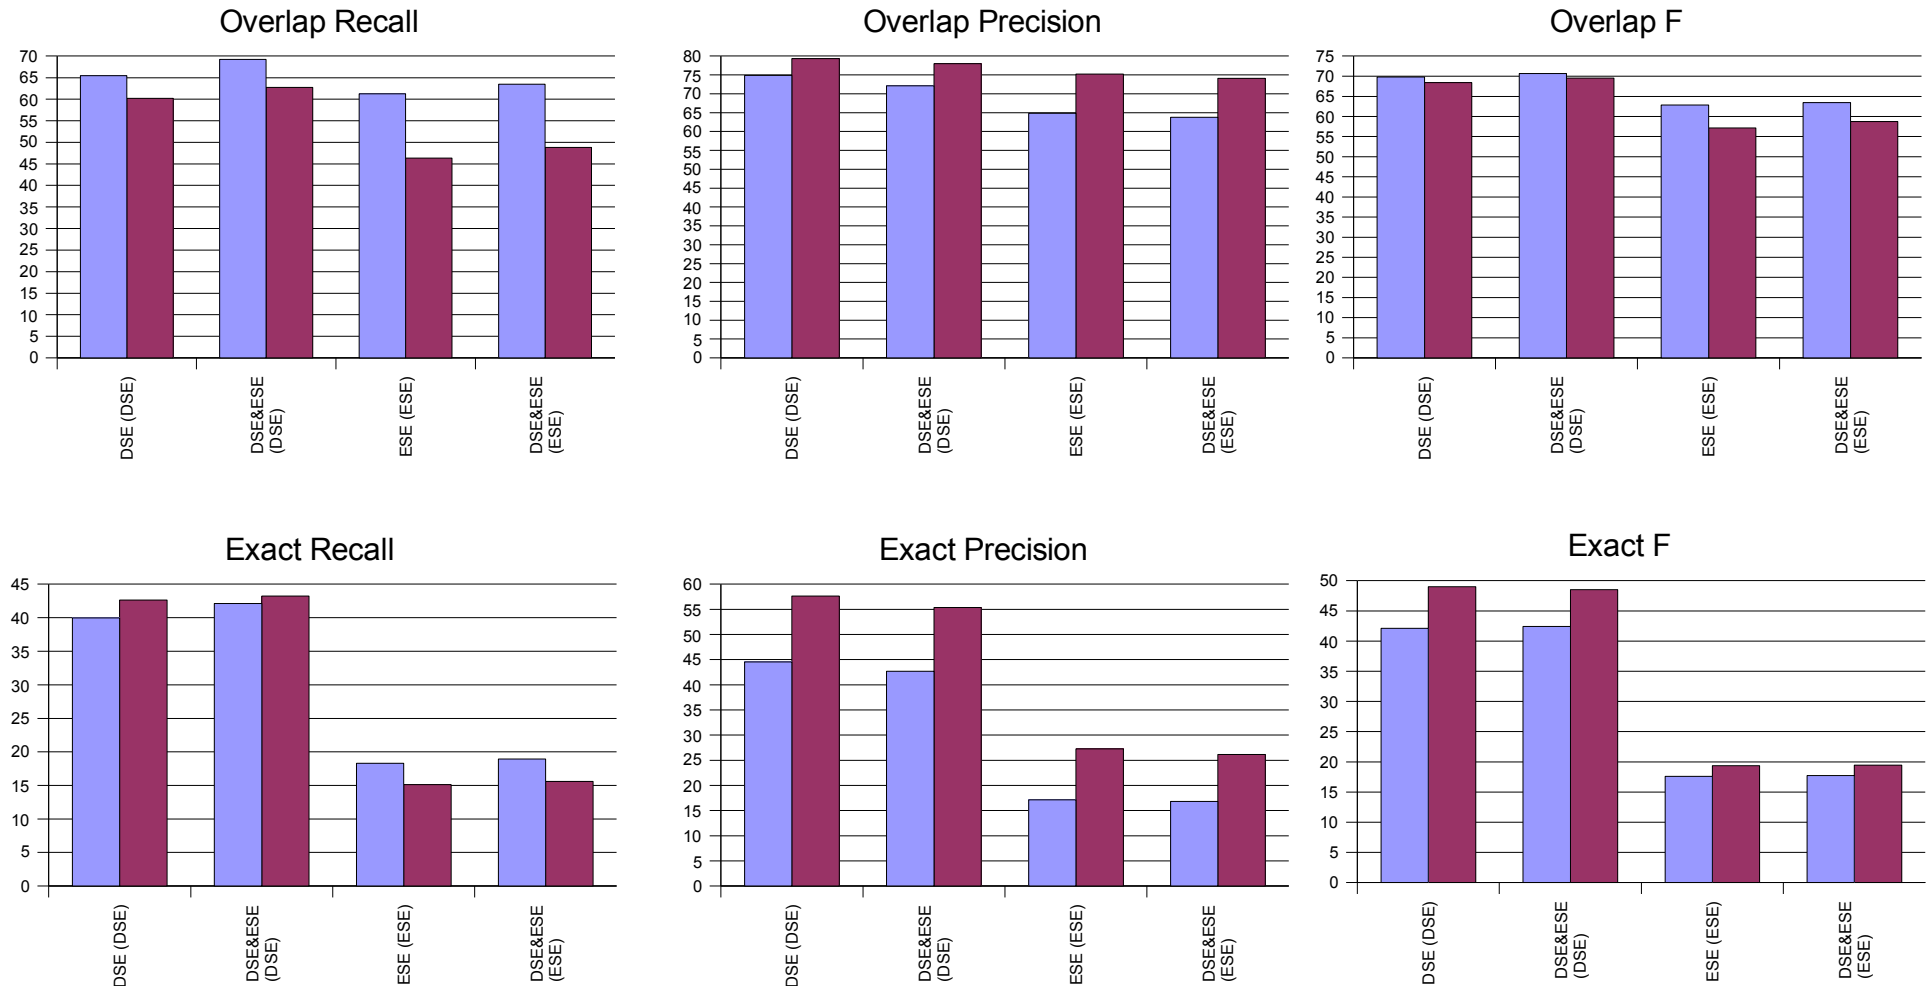 Overlap Recall
70
65
60
55
50
45
40
35
30
25
20
15
10
5
0
DSE (DSE)
DSE&ESE
(DSE)
ESE (ESE)
DSE&ESE
(ESE)
Overlap Precision
80
75
70
65
60
55
50
45
40
35
30
25
20
15
10
5
0
DSE (DSE)
DSE&ESE
(DSE)
ESE (ESE)
DSE&ESE
(ESE)
Overlap F
75
70
65
60
55
50
45
40
35
30
25
20
15
10
5
0
DSE (DSE)
DSE&ESE
(DSE)
ESE (ESE)
DSE&ESE
(ESE)
Exact Recall
45
40
35
30
25
20
15
10
5
0
DSE (DSE)
DSE&ESE
(DSE)
ESE (ESE)
DSE&ESE
(ESE)
Exact Precision
60
55
50
45
40
35
30
25
20
15
10
5
0
DSE (DSE)
DSE&ESE
(DSE)
ESE (ESE)
DSE&ESE
(ESE)
Exact F
50
45
40
35
30
25
20
15
10
5
0
DSE (DSE)
DSE&ESE
(DSE)
ESE (ESE)
DSE&ESE
(ESE)